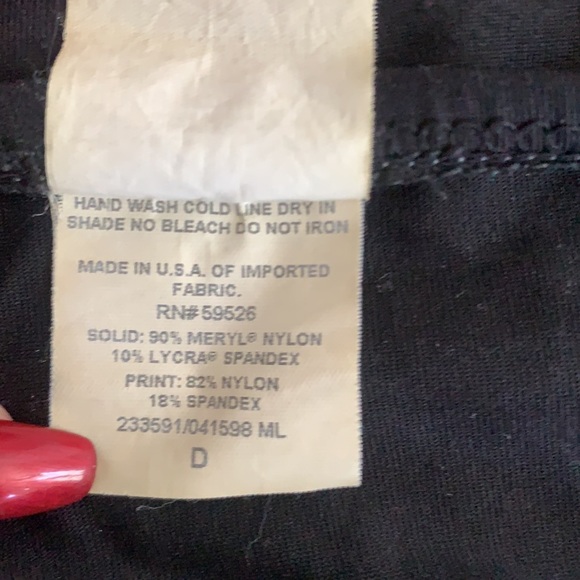 HAND WASH COLD LINE DRY IN
SHADE NO BLEACH DO NOT IRON
MADE IN U.S.A. OF IMPORTED
FABRIC.
RN# 59526
SOLID: 90% MERYL® NYLON
10% LYCRA® SPANDEX
PRINT: 82% NYLON
18% SPANDEX
233591/041598 ML
D